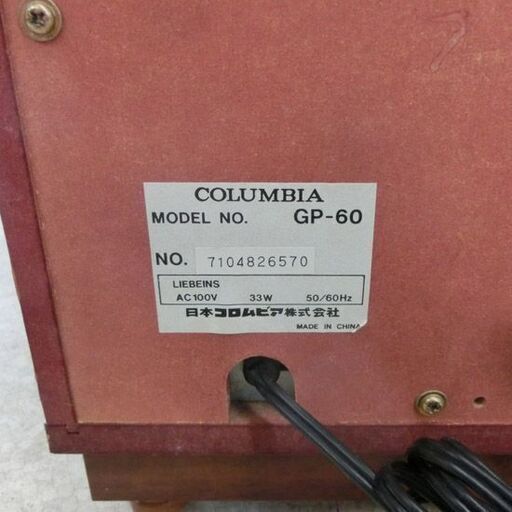 COLUMBIA
MODEL NO. GP-60
NO. 7104826570
LIEBEINS
AC100V 33W 50/60Hz
日本コロムビア株式会社
MADE IN CHINA